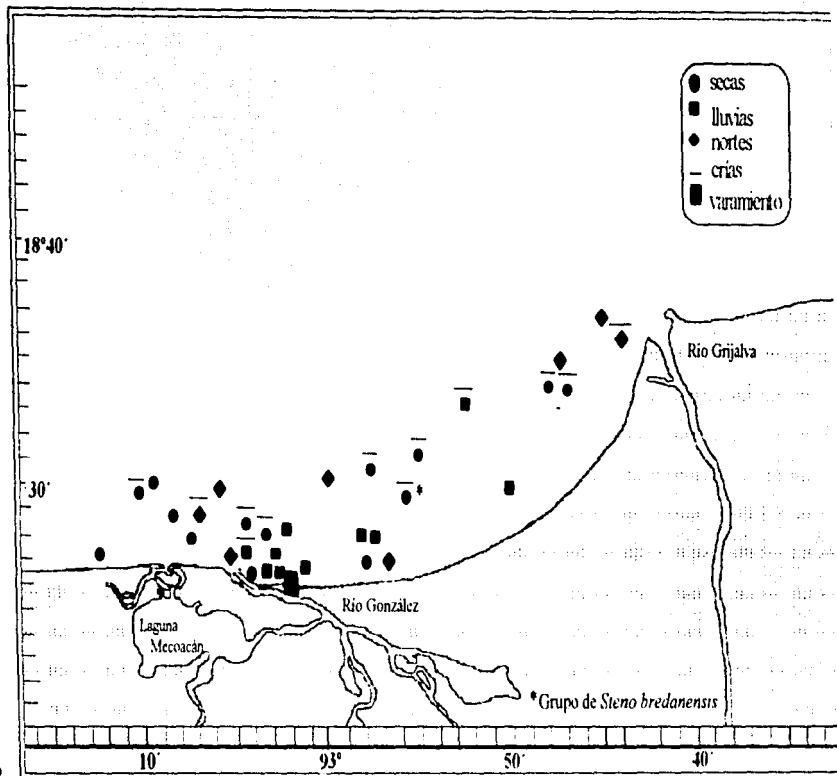 secas
lluvias
nortes
crías
varamiento
18°40'
Río Grijalva
30'
*
Río González
Laguna
Mecoacán
*Grupo de Steno bredanensis
10' 93° 50' 40'